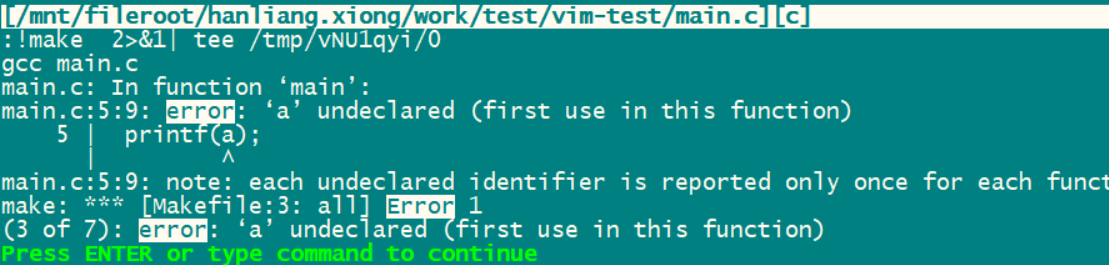 [/mnt/fileroot/hanliang.xiong/work/test/vim-test/main.c][c]
:!make  2>&1| tee /tmp/vNU1qyi/0
gcc main.c
main.c: In function ‘main’:
main.c:5:9: error: ‘a’ undeclared (first use in this function)
    5 |  printf(a);
      |         ^
main.c:5:9: note: each undeclared identifier is reported only once for each funct
make: *** [Makefile:3: all] Error 1
(3 of 7): error: ‘a’ undeclared (first use in this function)
Press ENTER or type command to continue